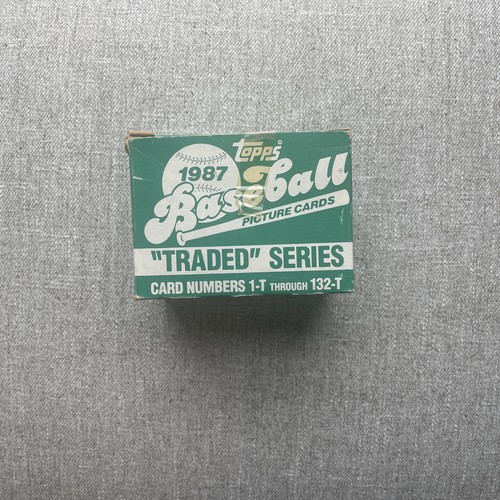 Topps
1987
Baseball
PICTURE CARDS
"TRADED" SERIES
CARD NUMBERS 1-T THROUGH 132-T